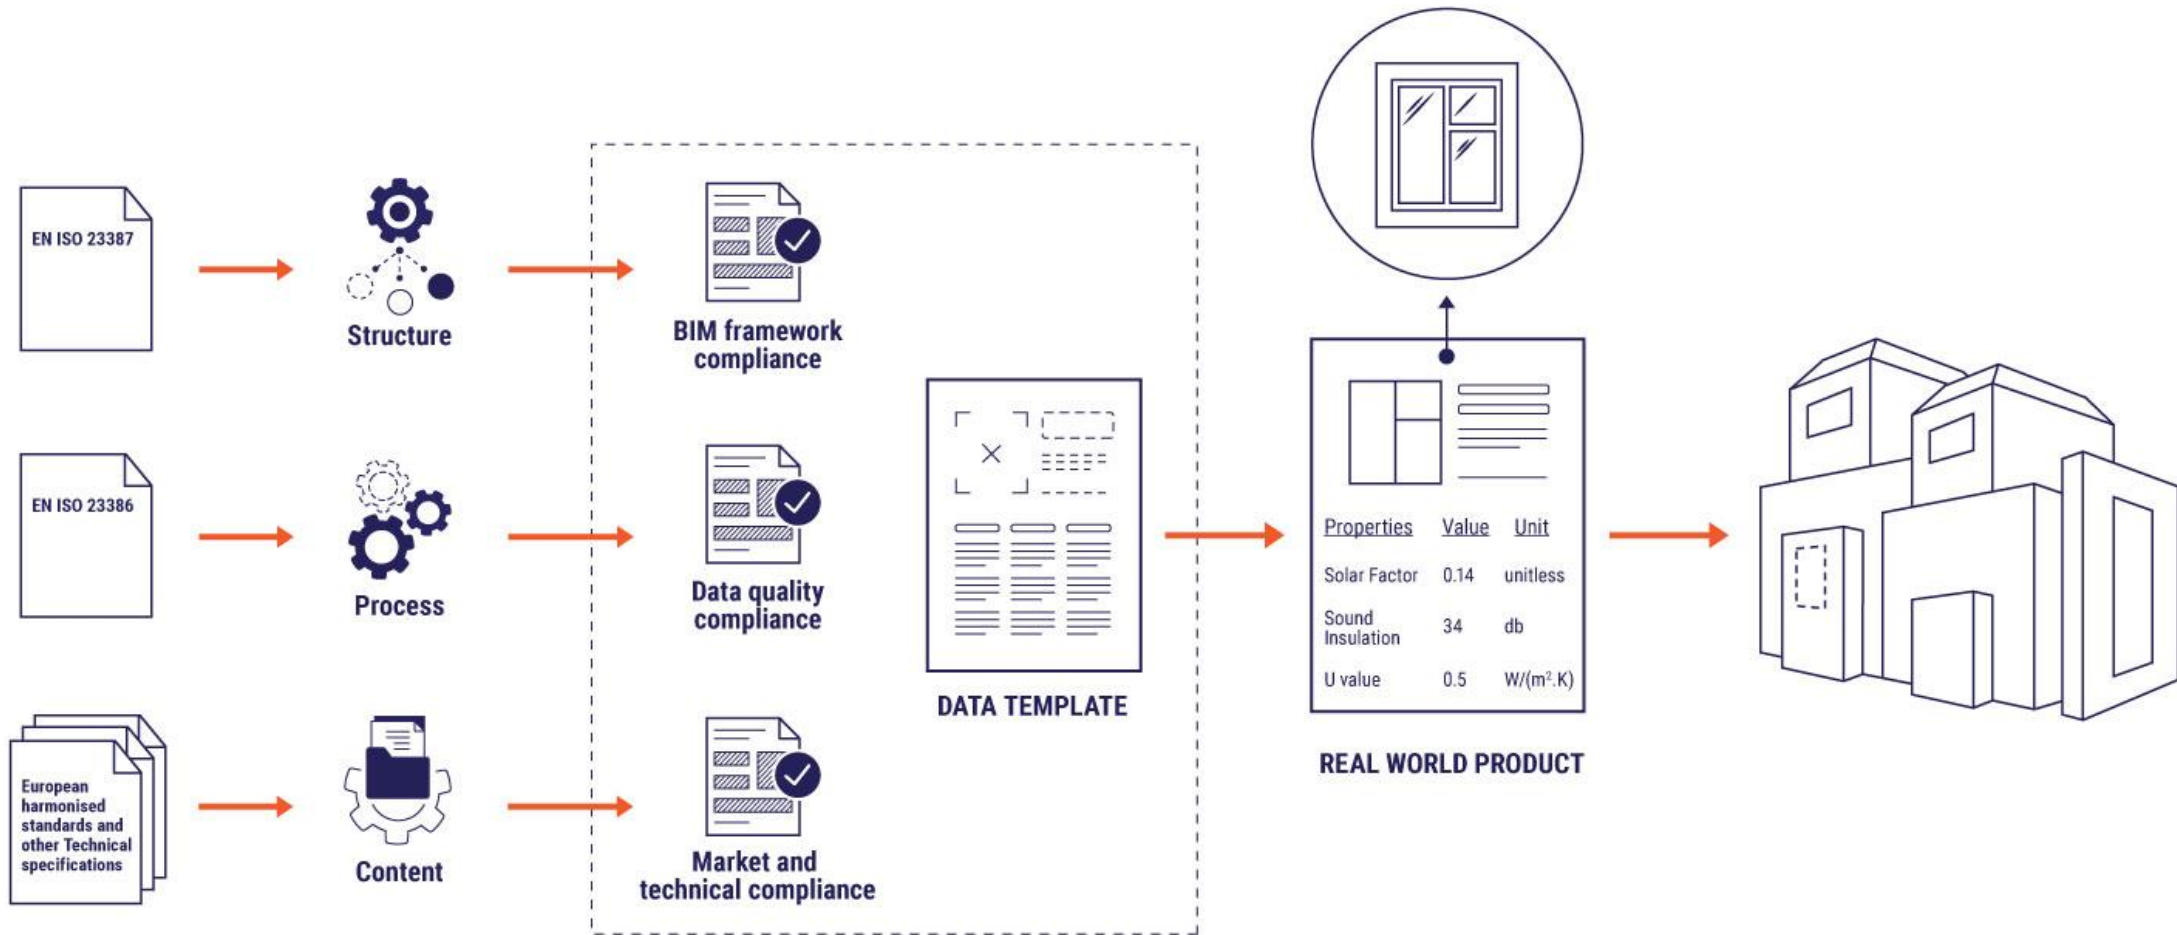 EN ISO 23387
Structure
BIM framework
compliance
EN ISO 23386
Process
Data quality
compliance
European
harmonised
standards and
other Technical
specifications
Content
Market and
technical compliance
DATA TEMPLATE
Properties Value Unit
Solar Factor 0.14 unitless
Sound
Insulation 34 db
U value 0.5 W/(m².K)
REAL WORLD PRODUCT